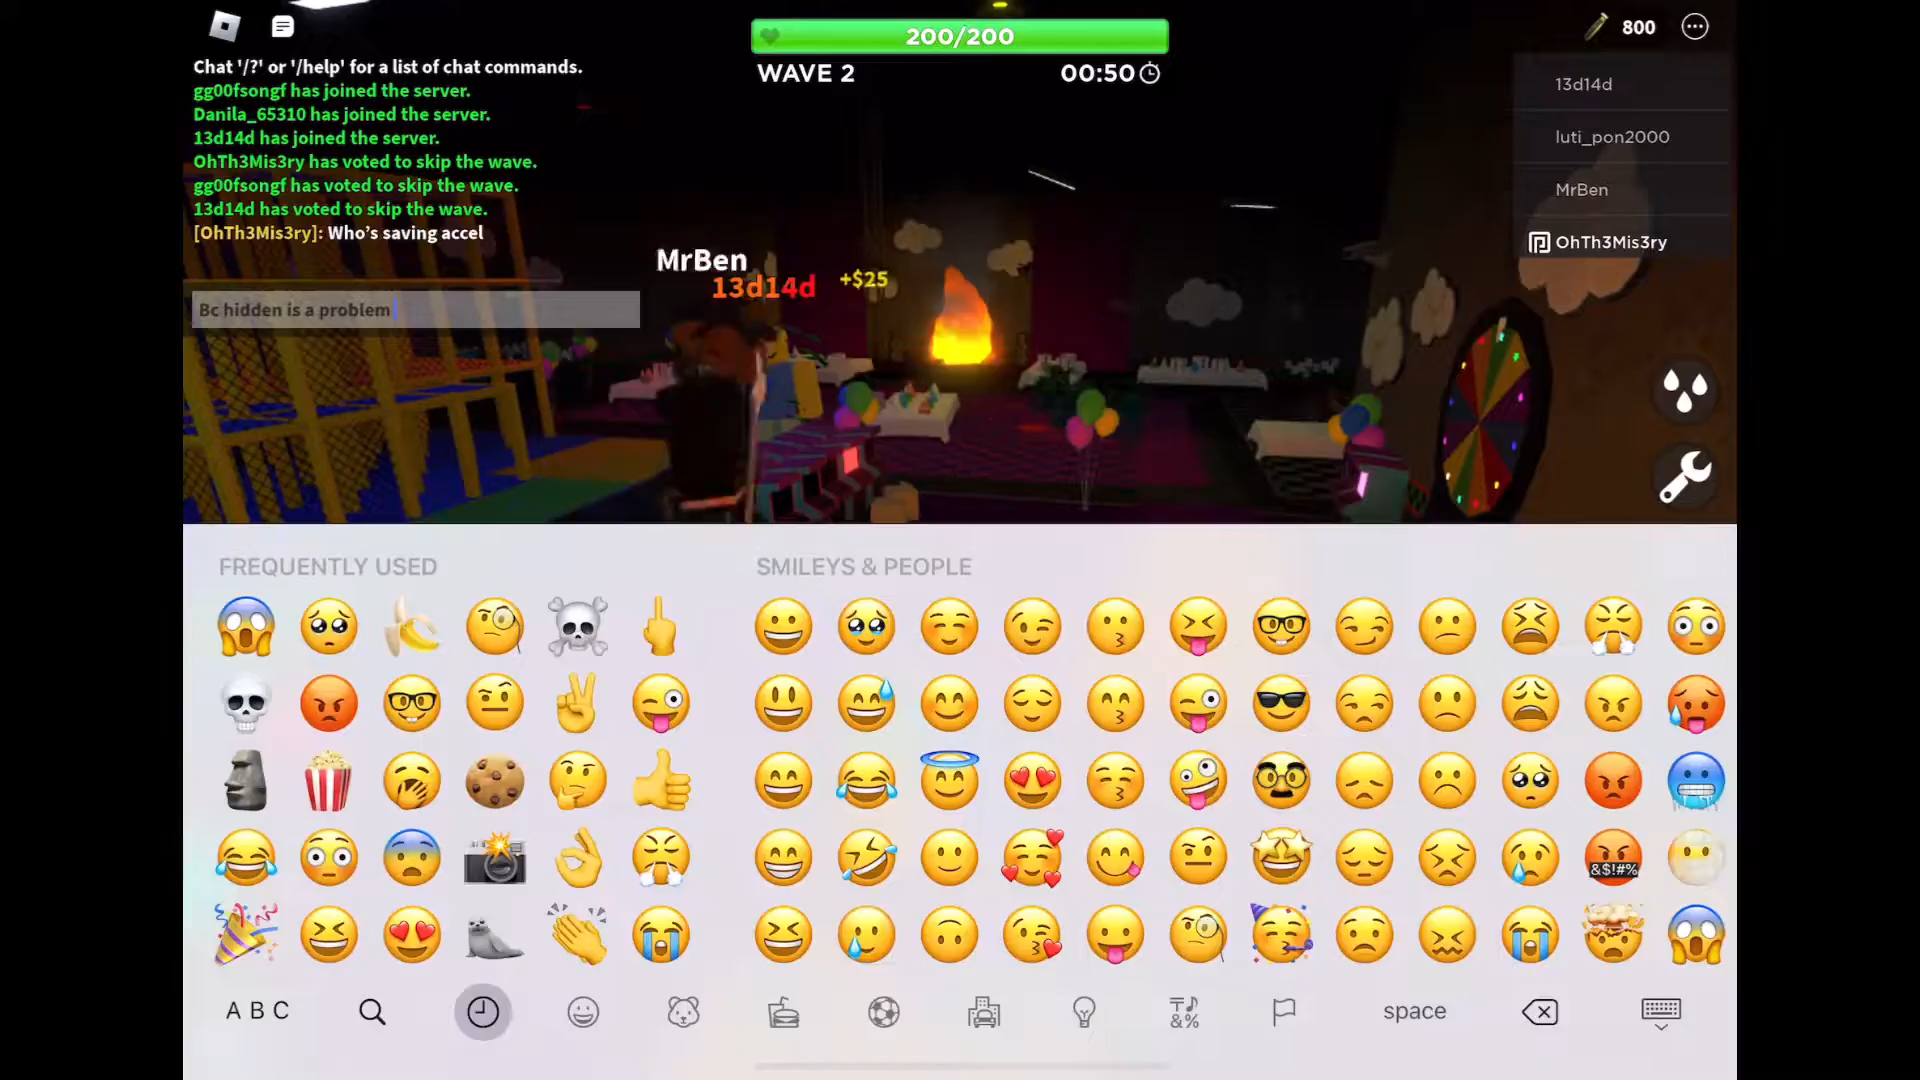 200/200
WAVE 2
00:50
800
Chat '/?' or '/help' for a list of chat commands.
gg00fsongf has joined the server.
Danila_65310 has joined the server.
13d14d has joined the server.
OhTh3Mis3ry has voted to skip the wave.
gg00fsongf has voted to skip the wave.
13d14d has voted to skip the wave.
[OhTh3Mis3ry]: Who's saving accel
Bc hidden is a problem
13d14d
luti_pon2000
MrBen
OhTh3Mis3ry
MrBen
13d14d
+$25
FREQUENTLY USED
SMILEYS & PEOPLE
&$!#%
ABC
&%
space